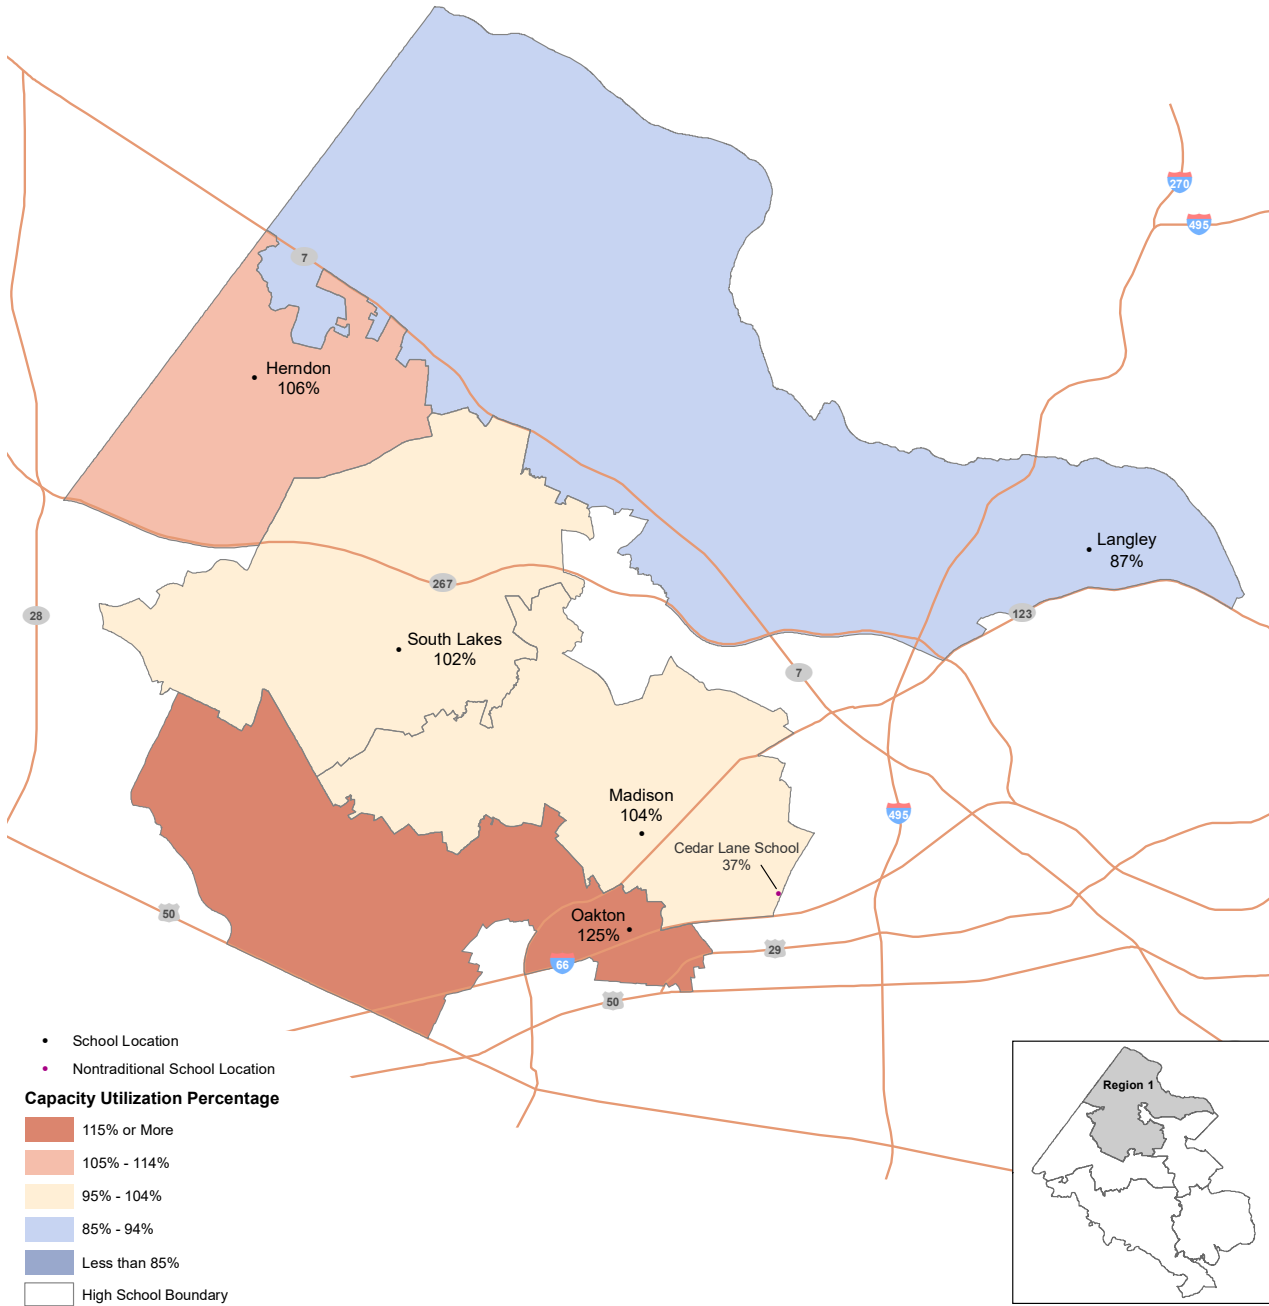 270
495
7
Herndon
106%
Langley
87%
267
28
123
South Lakes
102%
7
Madison
104%
495
Cedar Lane School
37%
50
Oakton
125%
29
66
50
School Location
Nontraditional School Location
Capacity Utilization Percentage
115% or More
105% - 114%
95% - 104%
85% - 94%
Less than 85%
High School Boundary
Region 1